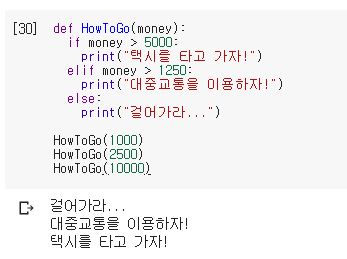 [30] def HowToGo(money):
if money > 5000:
print("택시를 타고 가자!")
elif money > 1250:
print("대중교통을 이용하자!")
else:
print("걸어가라...")
HowToGo(1000)
HowToGo(2500)
HowToGo(10000)
걸어가라...
대중교통을 이용하자!
택시를 타고 가자!